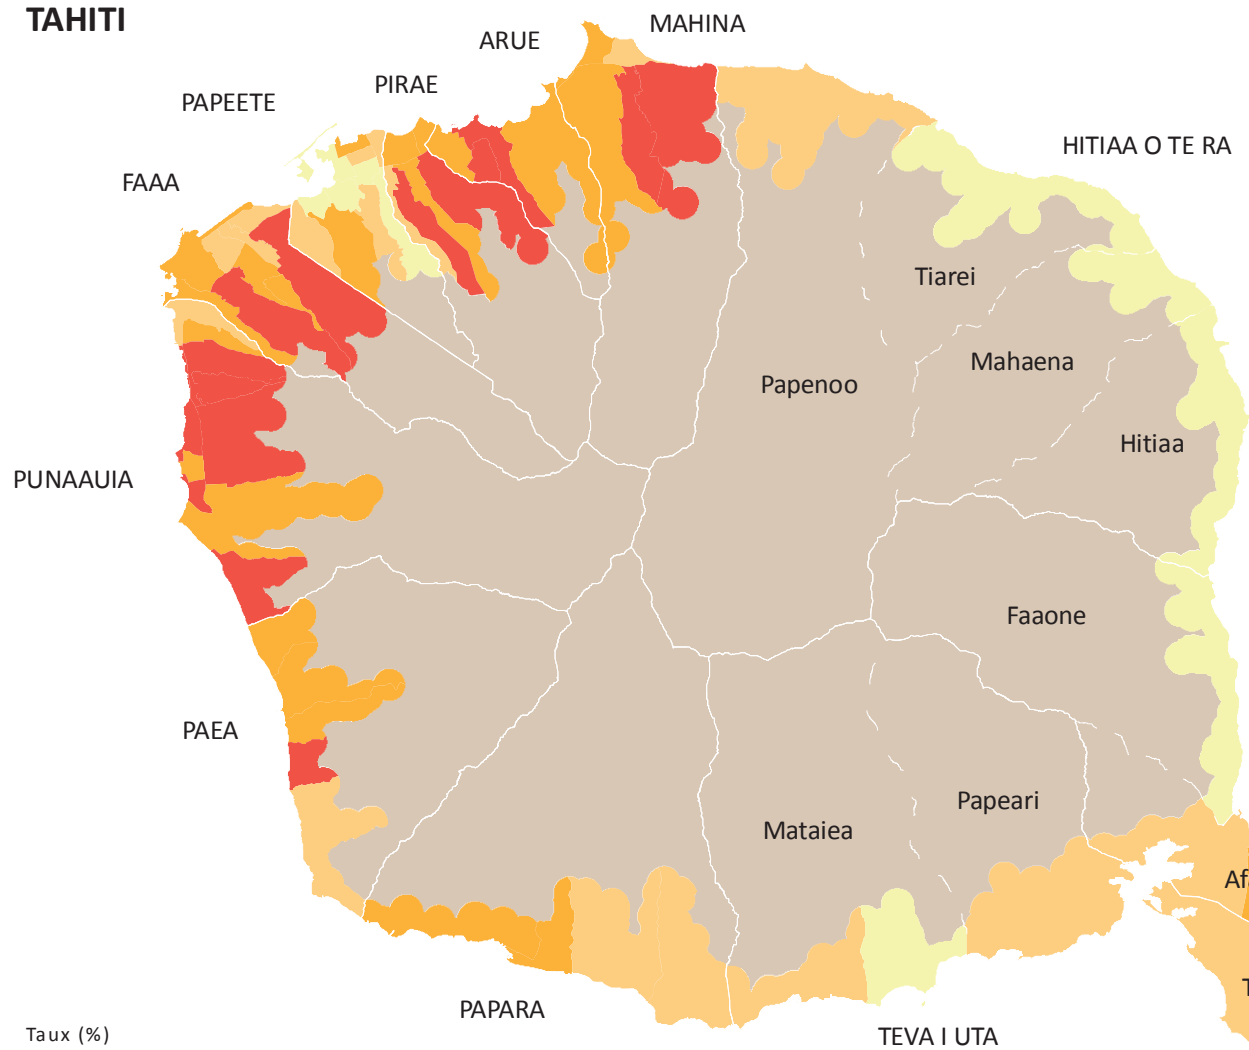 TAHITI
MAHINA
ARUE
PIRAE
PAPEETE
HITIAA O TE RA
FAAA
Tiarei
Mahaena
Papenoo
Hitiaa
PUNAAUIA
Faaone
PAEA
Papeari
Mataiea
Af
T
PAPARA
Taux (%)
TEVA I UTA